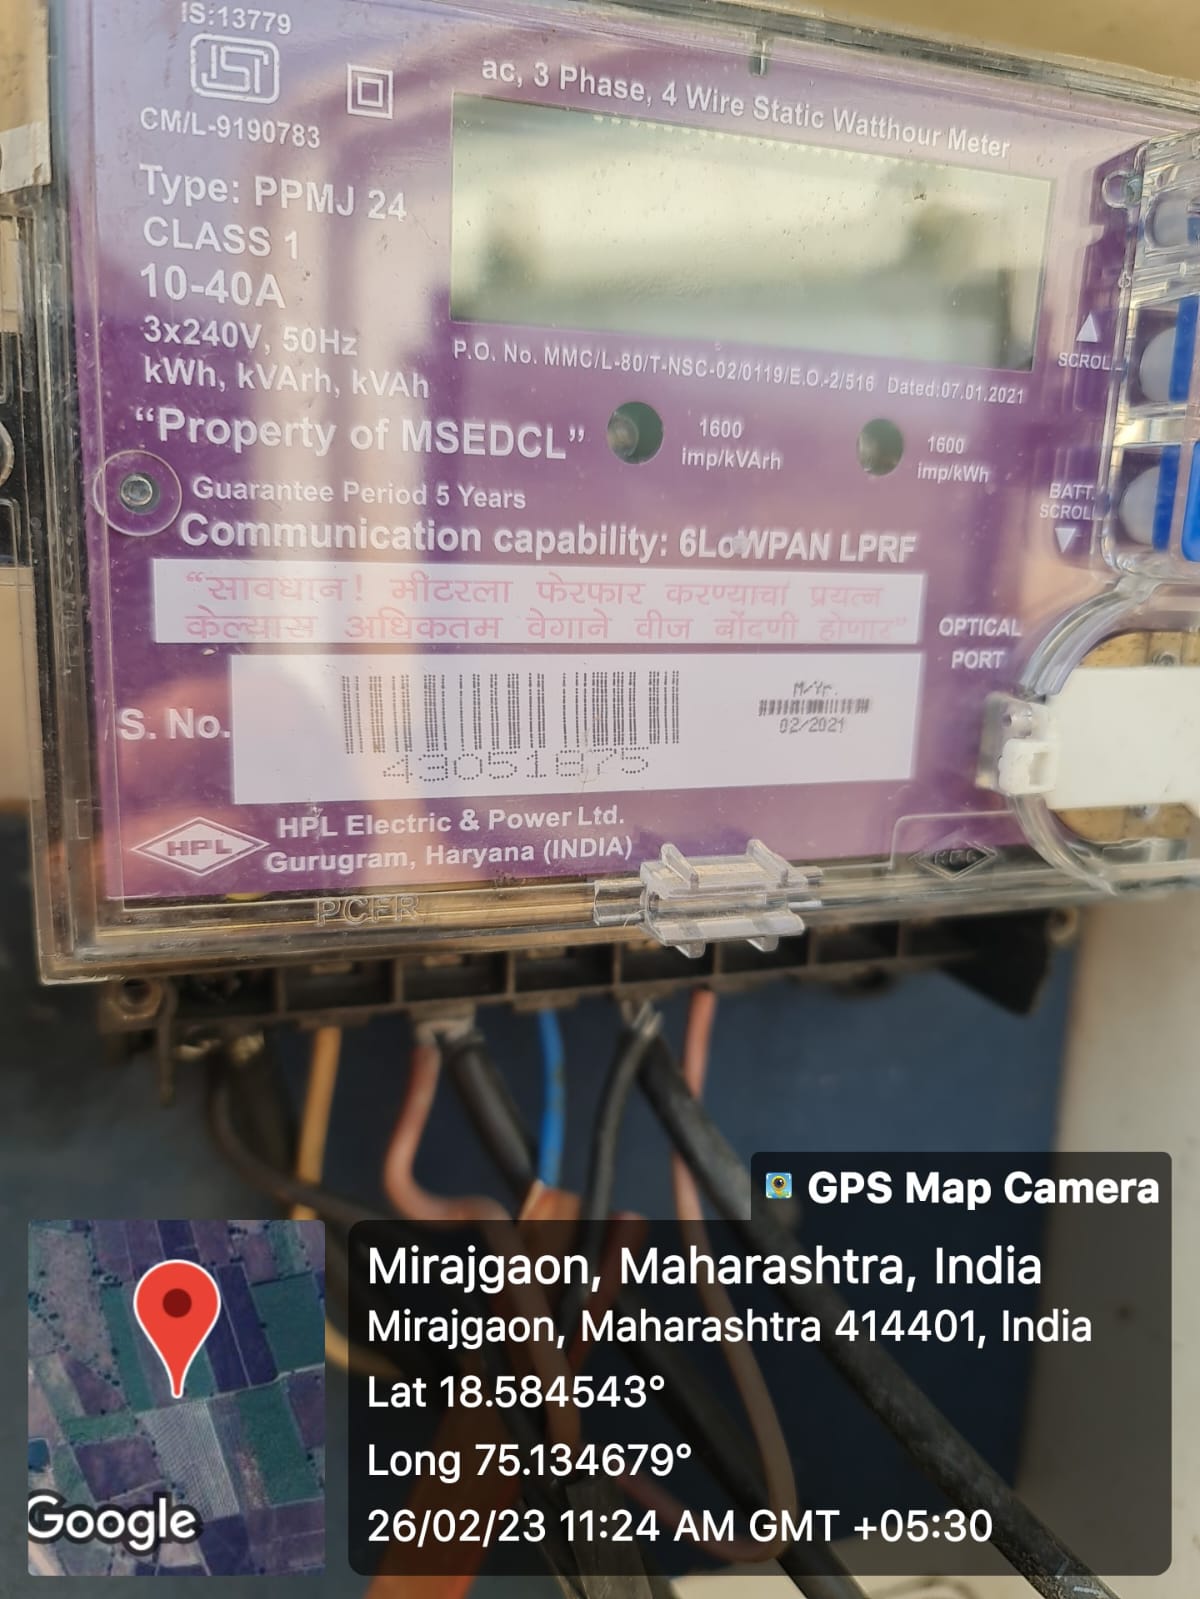 IS:13779
ISI
CM/L-9190783
ac, 3 Phase, 4 Wire Static Watthour Meter
Type: PPMJ 24
CLASS 1
10-40A
3x240V, 50Hz
kWh, kVArh, kVAh
P.O. No. MMC/L-80/T-NSC-02/0119/E.O.-2/516 Dated:07.01.2021
SCROLL
"Property of MSEDCL"
1600
imp/kVArh
1600
imp/kWh
Guarantee Period 5 Years
BATT.
SCROLL
Communication capability: 6LoWPAN LPRF
"सावधान! मीटरला फेरफार करण्याचा प्रयत्न
केल्यास अधिकतम वेगाने वीज नोंदणी होणार"
OPTICAL
PORT
S. No.
43051875
M/Yr.
02/2021
HPL
HPL Electric & Power Ltd.
Gurugram, Haryana (INDIA)
HPL
PCFR
GPS Map Camera
Mirajgaon, Maharashtra, India
Mirajgaon, Maharashtra 414401, India
Lat 18.584543°
Long 75.134679°
26/02/23 11:24 AM GMT +05:30
Google